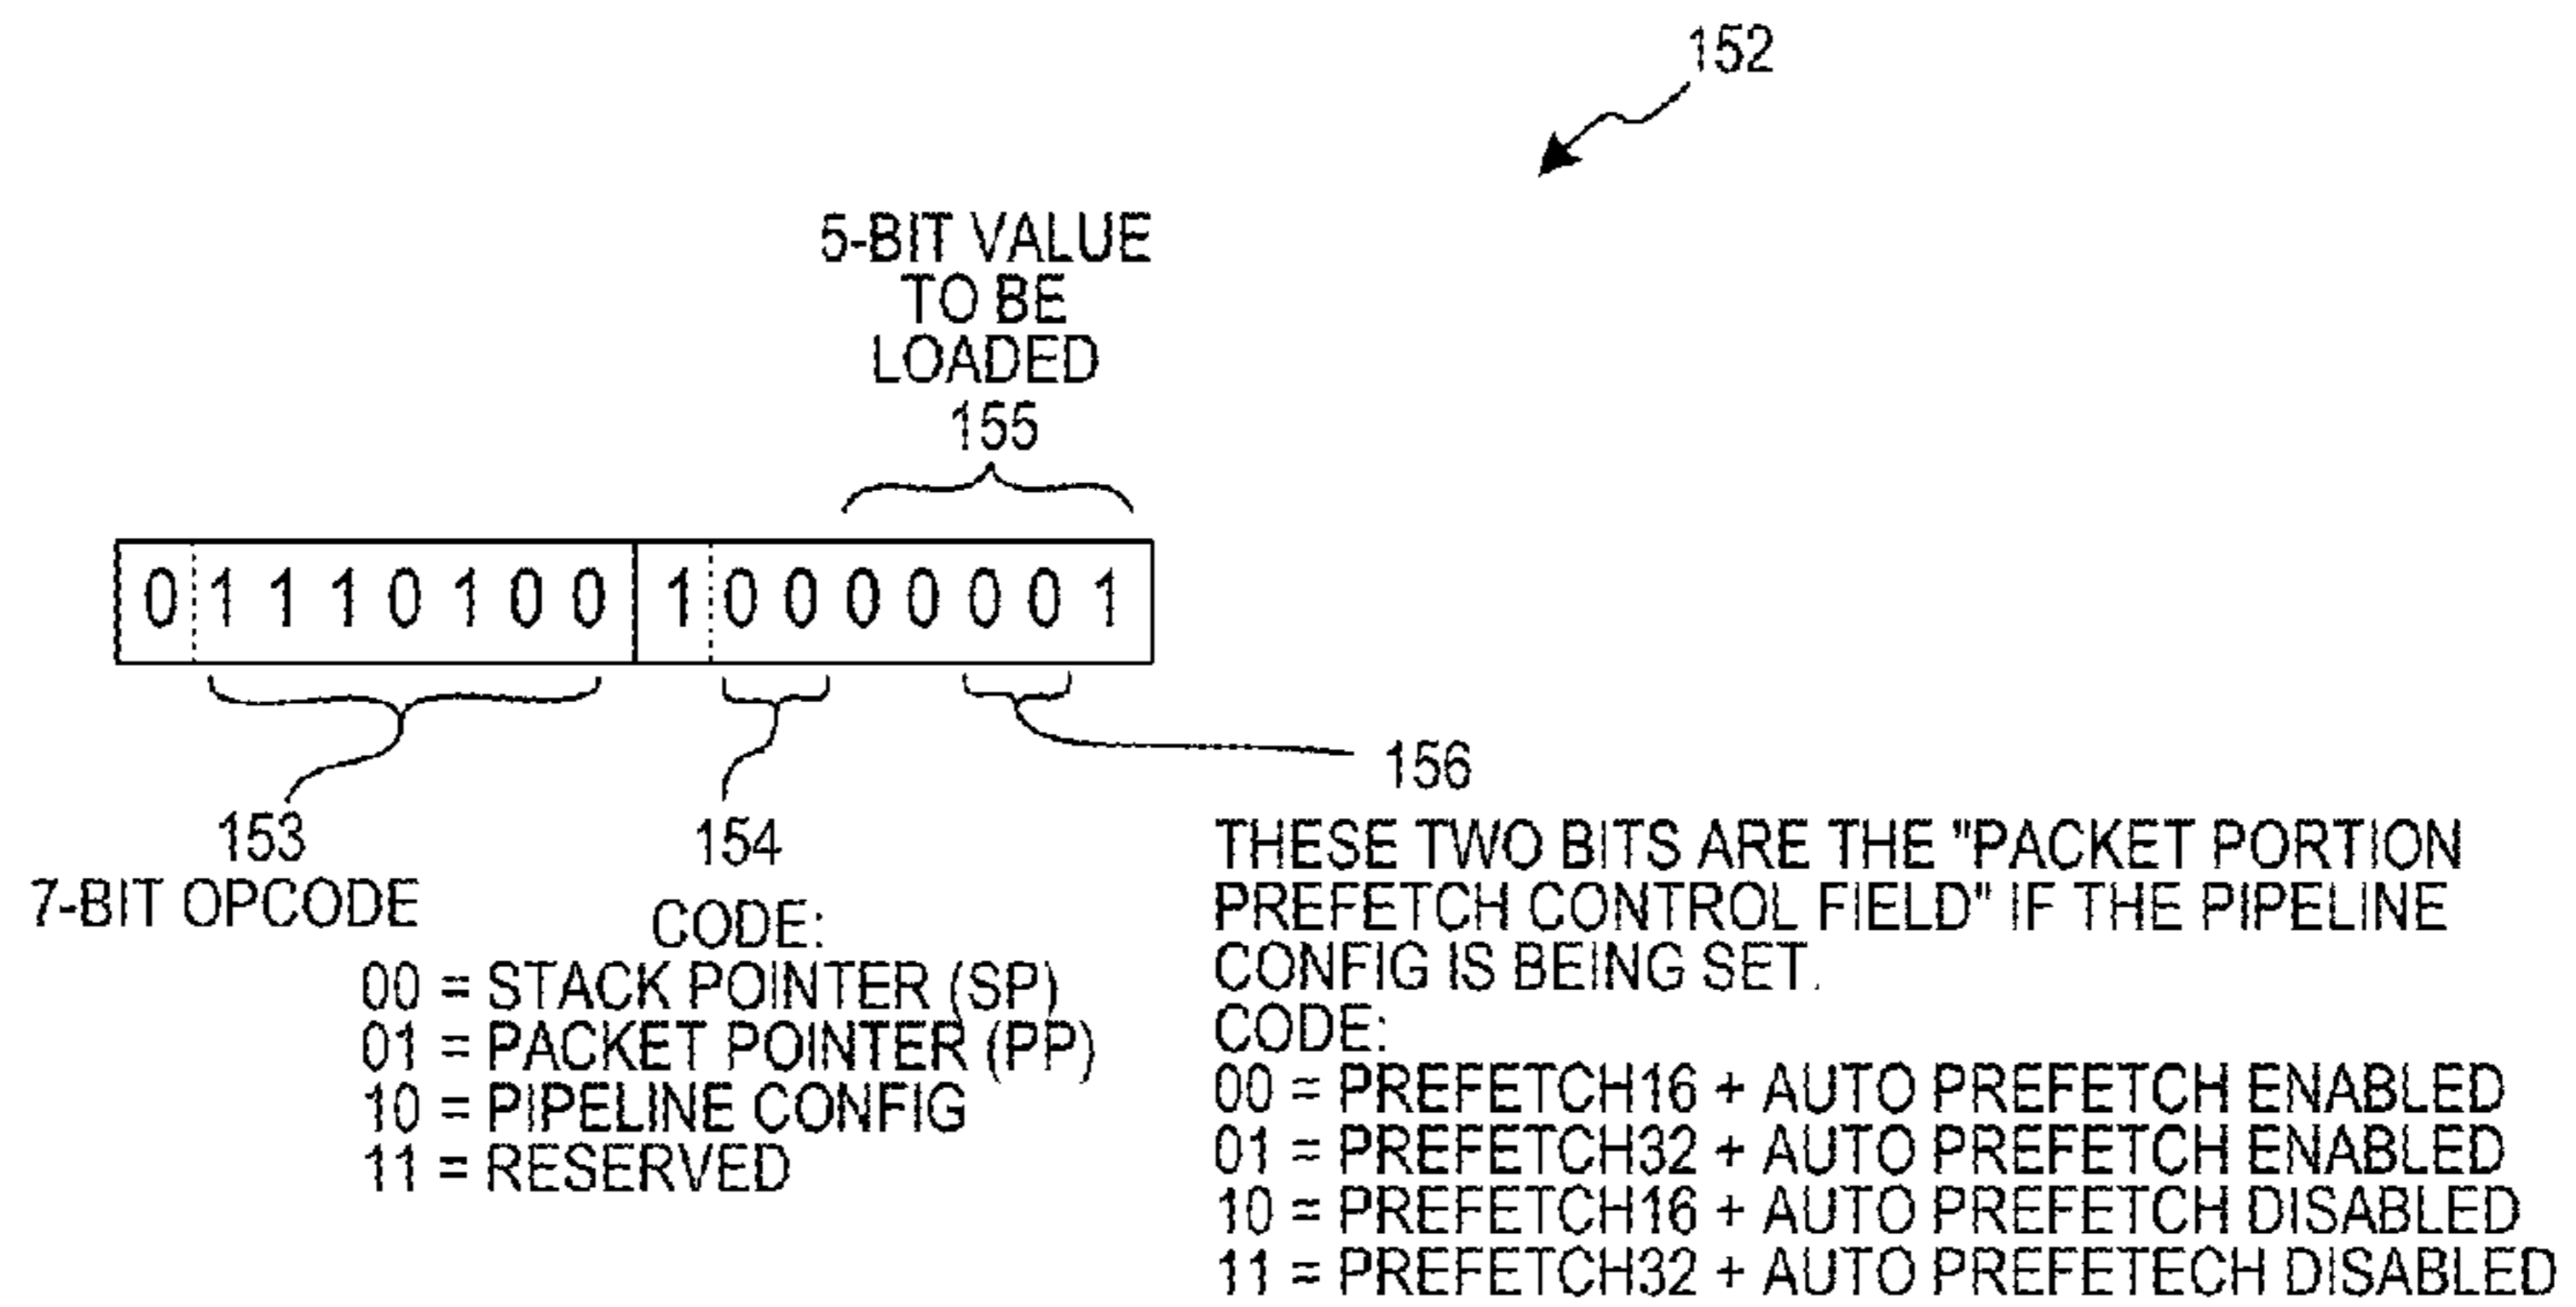 152
5-BIT VALUE
TO BE
LOADED
155
0 1 1 1 0 1 0 0 1 0 0 0 0 0 0 1
153
7-BIT OPCODE
154
CODE:
00 = STACK POINTER (SP)
01 = PACKET POINTER (PP)
10 = PIPELINE CONFIG
11 = RESERVED
156
THESE TWO BITS ARE THE "PACKET PORTION
PREFETCH CONTROL FIELD" IF THE PIPELINE
CONFIG IS BEING SET.
CODE:
00 = PREFETCH16 + AUTO PREFETCH ENABLED
01 = PREFETCH32 + AUTO PREFETCH ENABLED
10 = PREFETCH16 + AUTO PREFETCH DISABLED
11 = PREFETCH32 + AUTO PREFETECH DISABLED